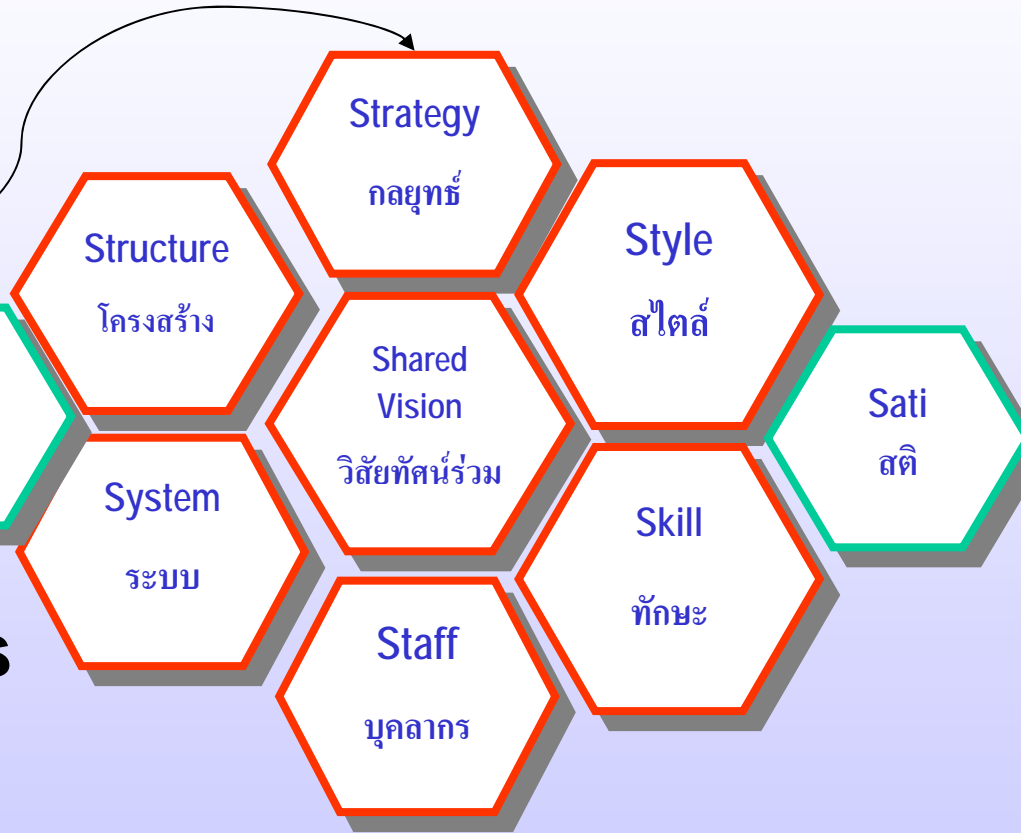 Strategy
กลยุทธ์
Structure
โครงสร้าง
Style
สไตล์
Shared
Vision
วิสัยทัศน์ร่วม
Sati
สติ
System
ระบบ
Skill
ทักษะ
Staff
บุคลากร
s